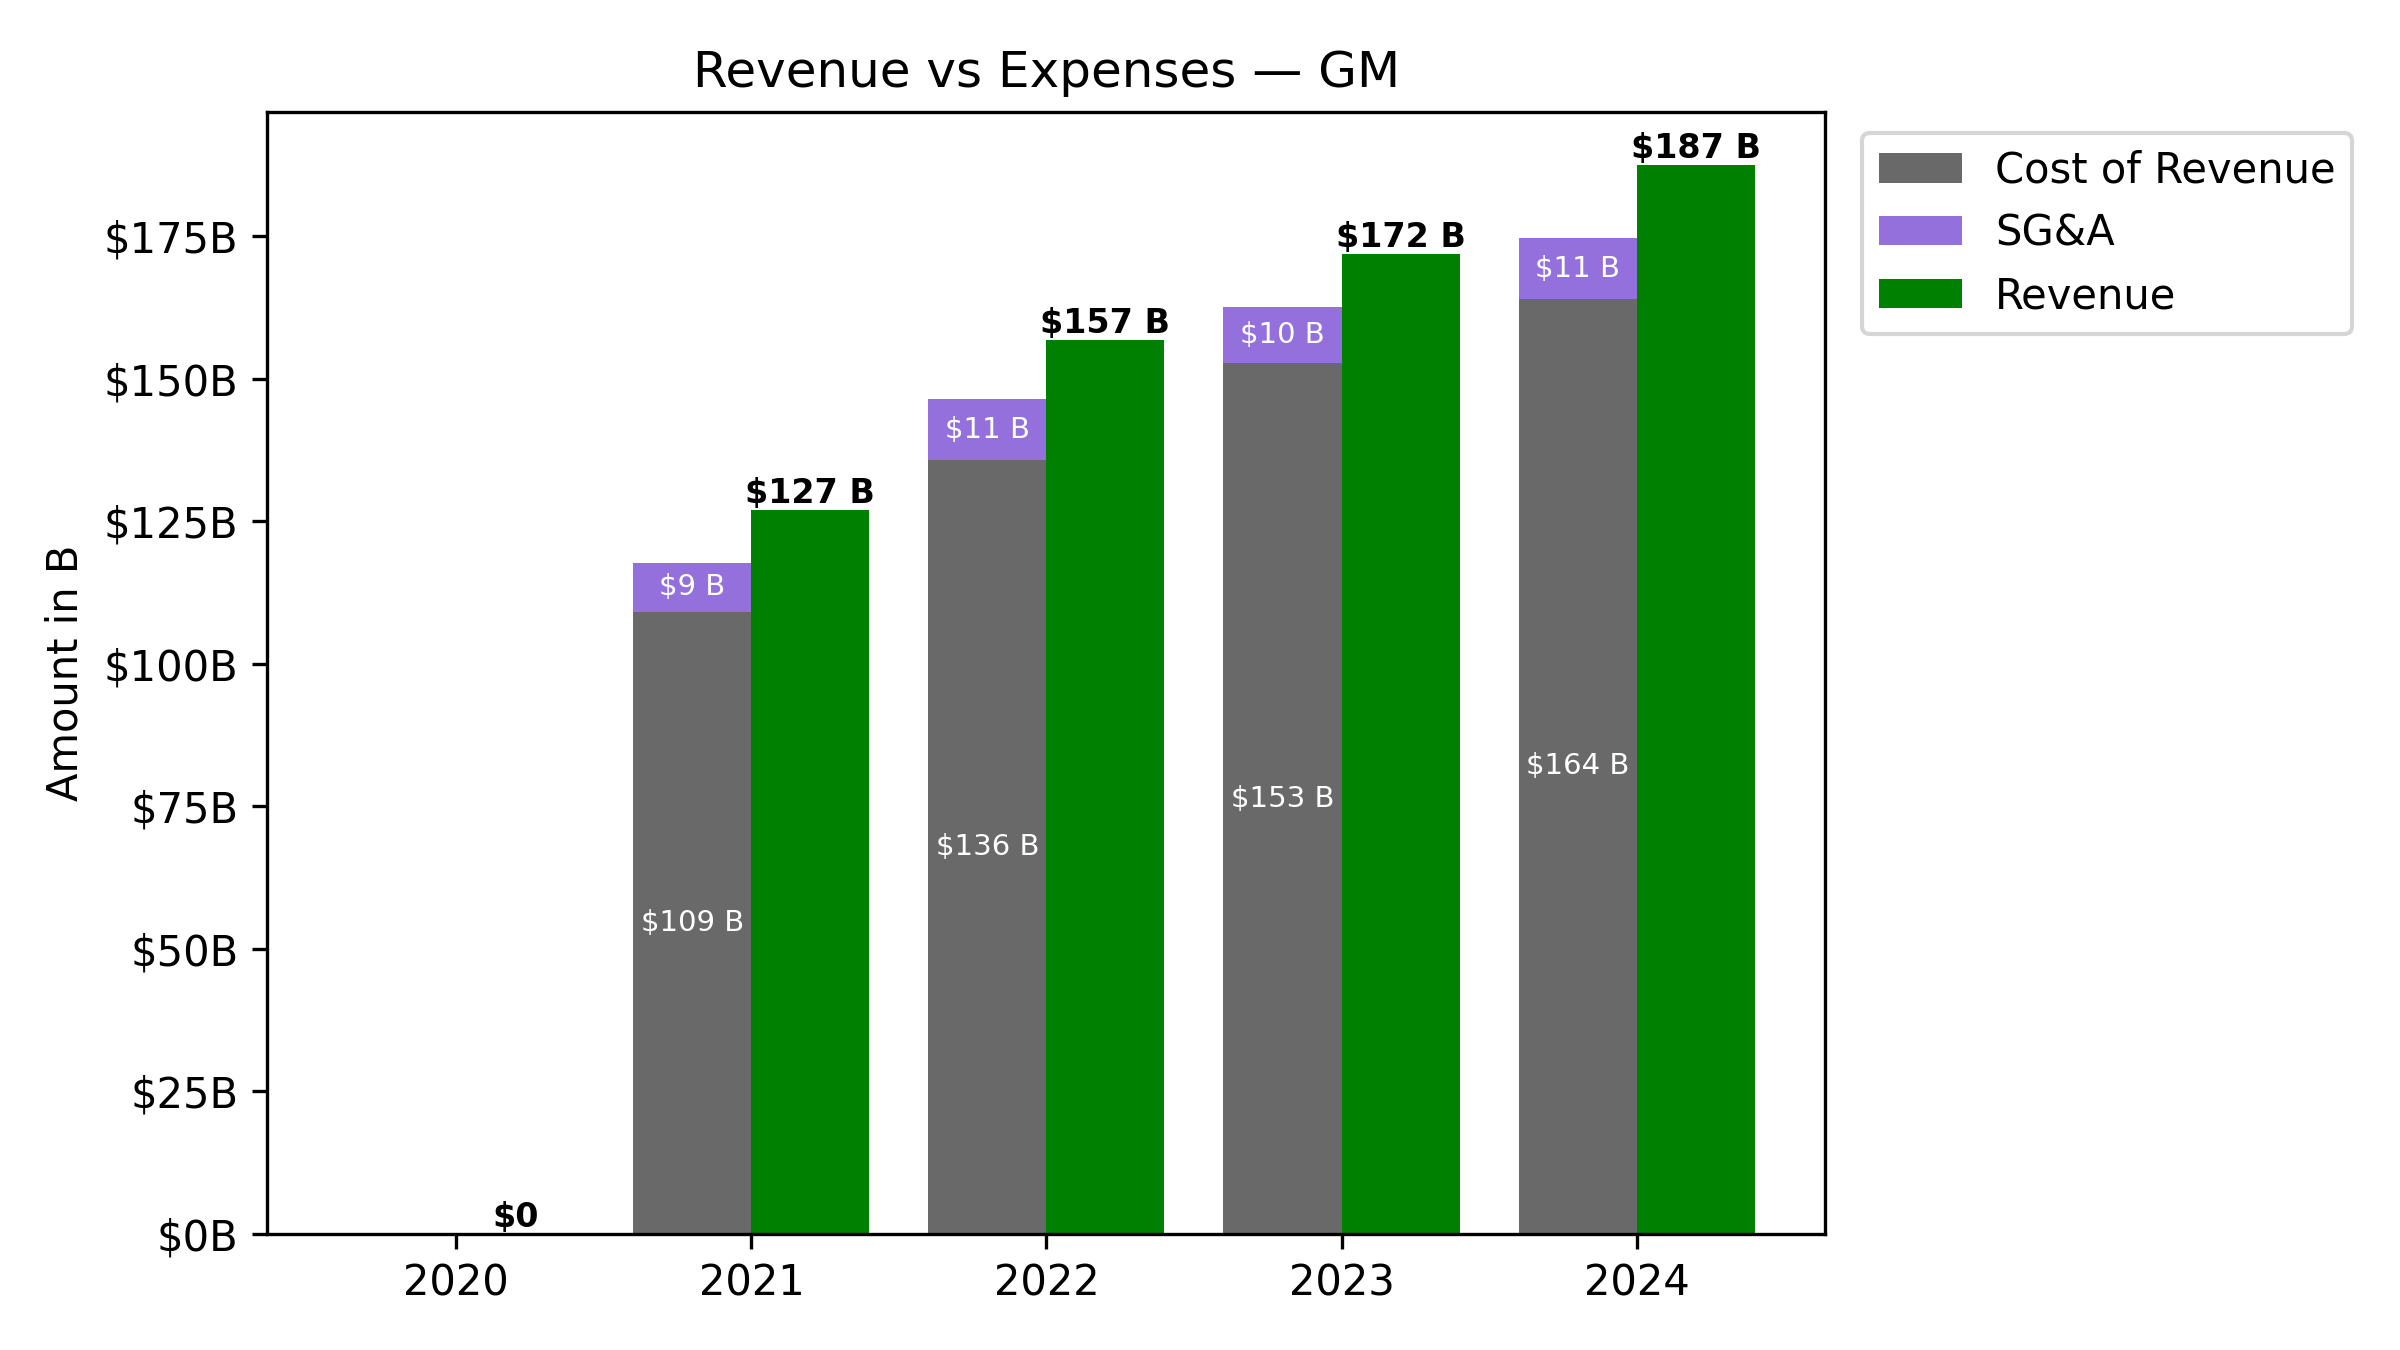 Revenue vs Expenses — GM
Cost of Revenue
SG&A
Revenue
Amount in B
$175B
$150B
$125B
$100B
$75B
$50B
$25B
$0B
$0
$9 B
$109 B
$127 B
$11 B
$136 B
$157 B
$10 B
$153 B
$172 B
$11 B
$164 B
$187 B
2020
2021
2022
2023
2024